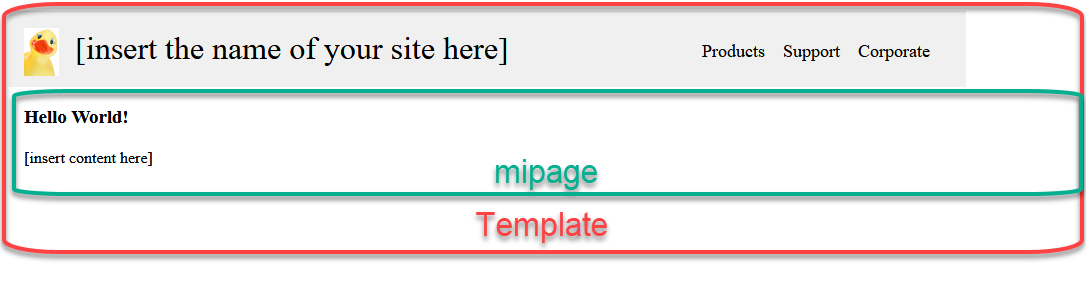 [insert the name of your site here]
Products Support Corporate
Hello World!
[insert content here]
mipage
Template